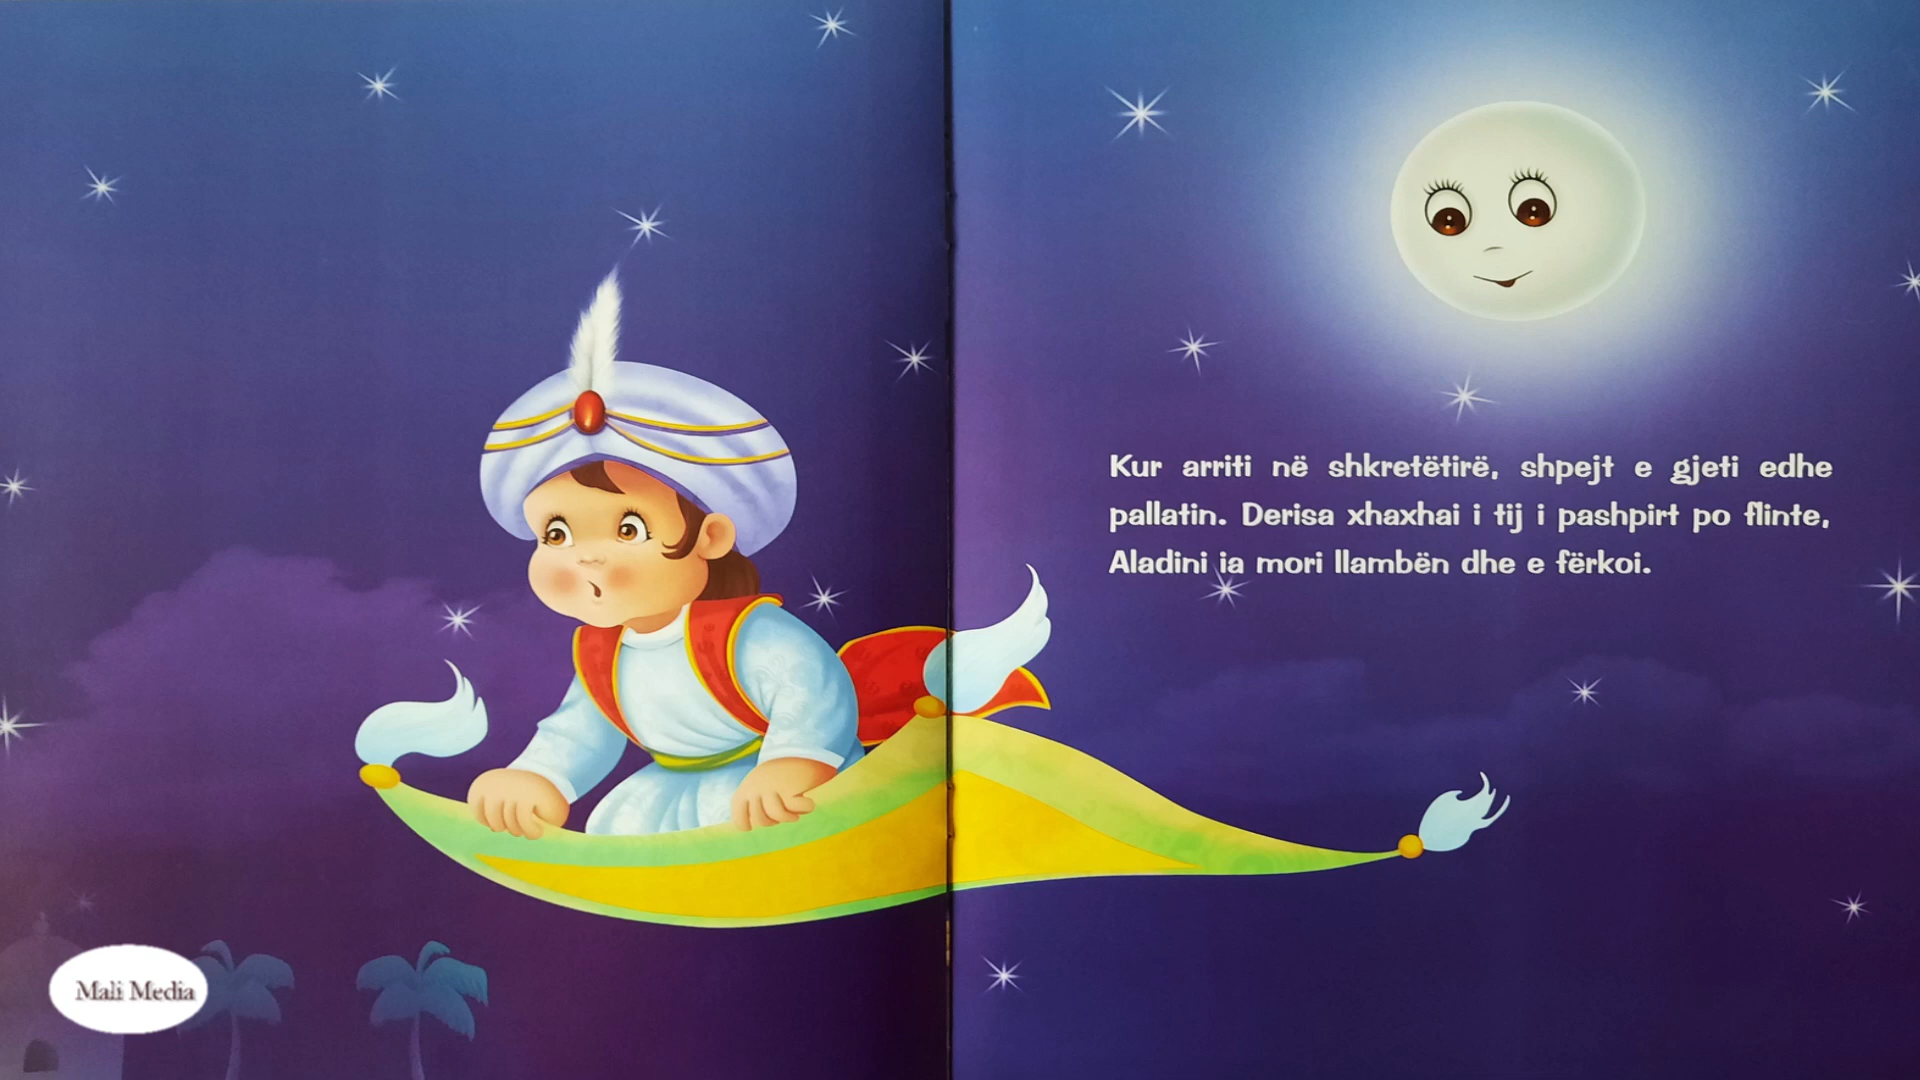 Kur arriti në shkretëtirë, shpejt e gjeti edhe
pallatin. Derisa xhaxhai i tij i pashpirt po flinte,
Aladini ia mori llambën dhe e fërkoi.
Mali Media